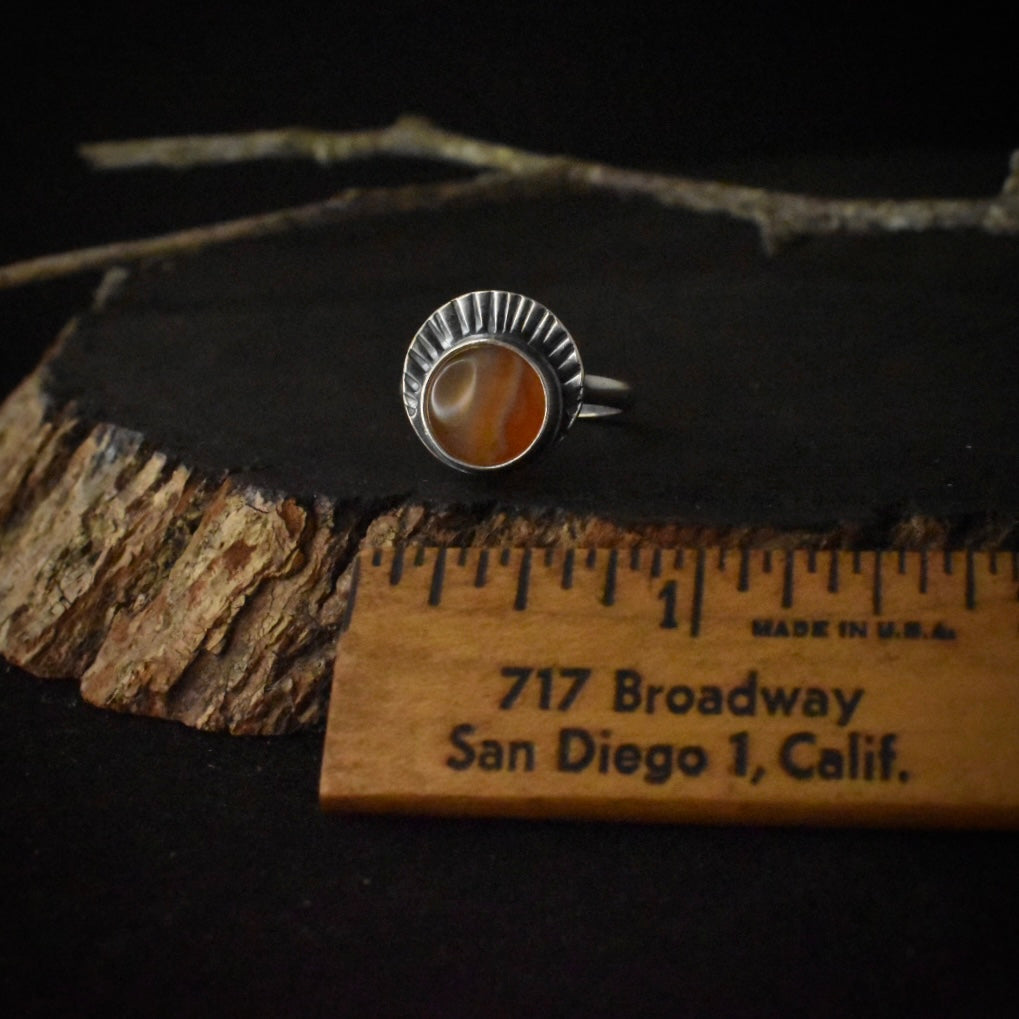 1
MADE IN U.S.A.
717 Broadway
San Diego 1, Calif.